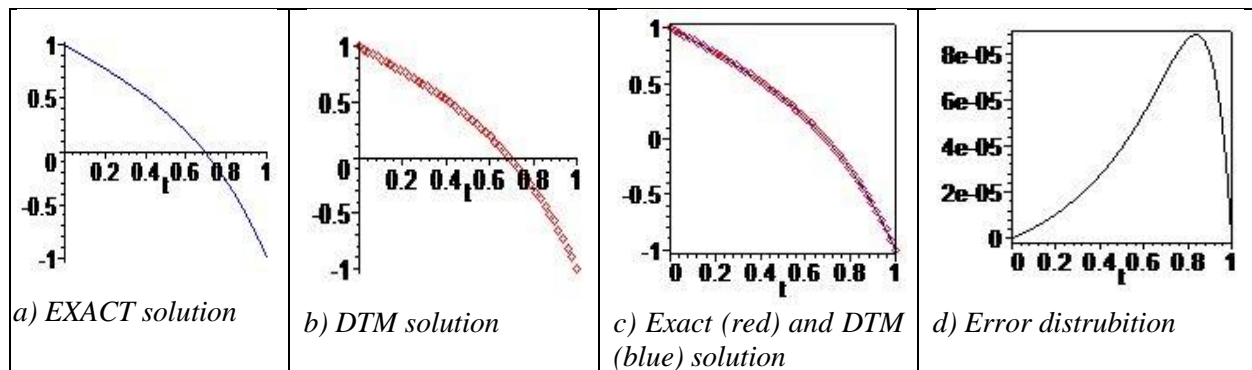 1
0.5
0
-0.5
-1
0.2 0.4 0.6 0.8 1
t
a) EXACT solution
1
0.5
0
-0.5
-1
0.2 0.4 0.6 0.8 1
t
b) DTM solution
1
0.5
0
-0.5
-1
0 0.2 0.4 0.6 0.8 1
t
c) Exact (red) and DTM
(blue) solution
8e-05
6e-05
4e-05
2e-05
0
0 0.2 0.4 0.6 0.8 1
t
d) Error distrubition